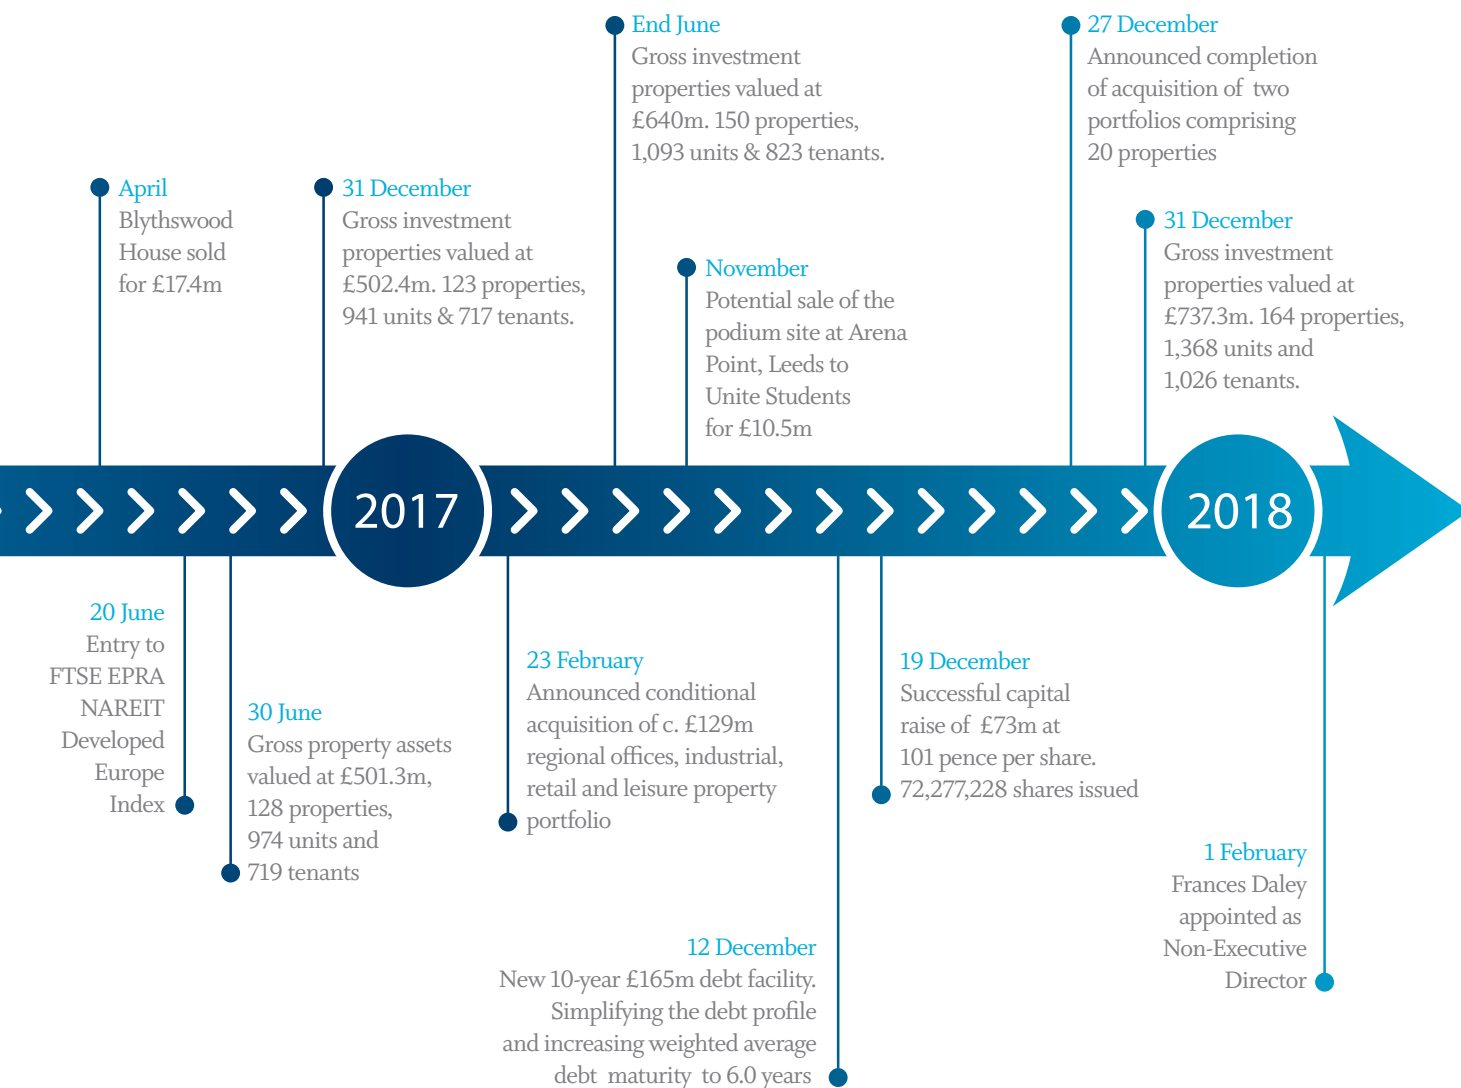 April
Blythswood
House sold
for £17.4m
31 December
Gross investment
properties valued at
£502.4m. 123 properties,
941 units & 717 tenants.
End June
Gross investment
properties valued at
£640m. 150 properties,
1,093 units & 823 tenants.
November
Potential sale of the
podium site at Arena
Point, Leeds to
Unite Students
for £10.5m
27 December
Announced completion
of acquisition of two
portfolios comprising
20 properties
31 December
Gross investment
properties valued at
£737.3m. 164 properties,
1,368 units and
1,026 tenants.
2017
2018
20 June
Entry to
FTSE EPRA
NAREIT
Developed
Europe
Index
30 June
Gross property assets
valued at £501.3m,
128 properties,
974 units and
719 tenants
23 February
Announced conditional
acquisition of c. £129m
regional offices, industrial,
retail and leisure property
portfolio
12 December
New 10-year £165m debt facility.
Simplifying the debt profile
and increasing weighted average
debt maturity to 6.0 years
19 December
Successful capital
raise of £73m at
101 pence per share.
72,277,228 shares issued
1 February
Frances Daley
appointed as
Non-Executive
Director